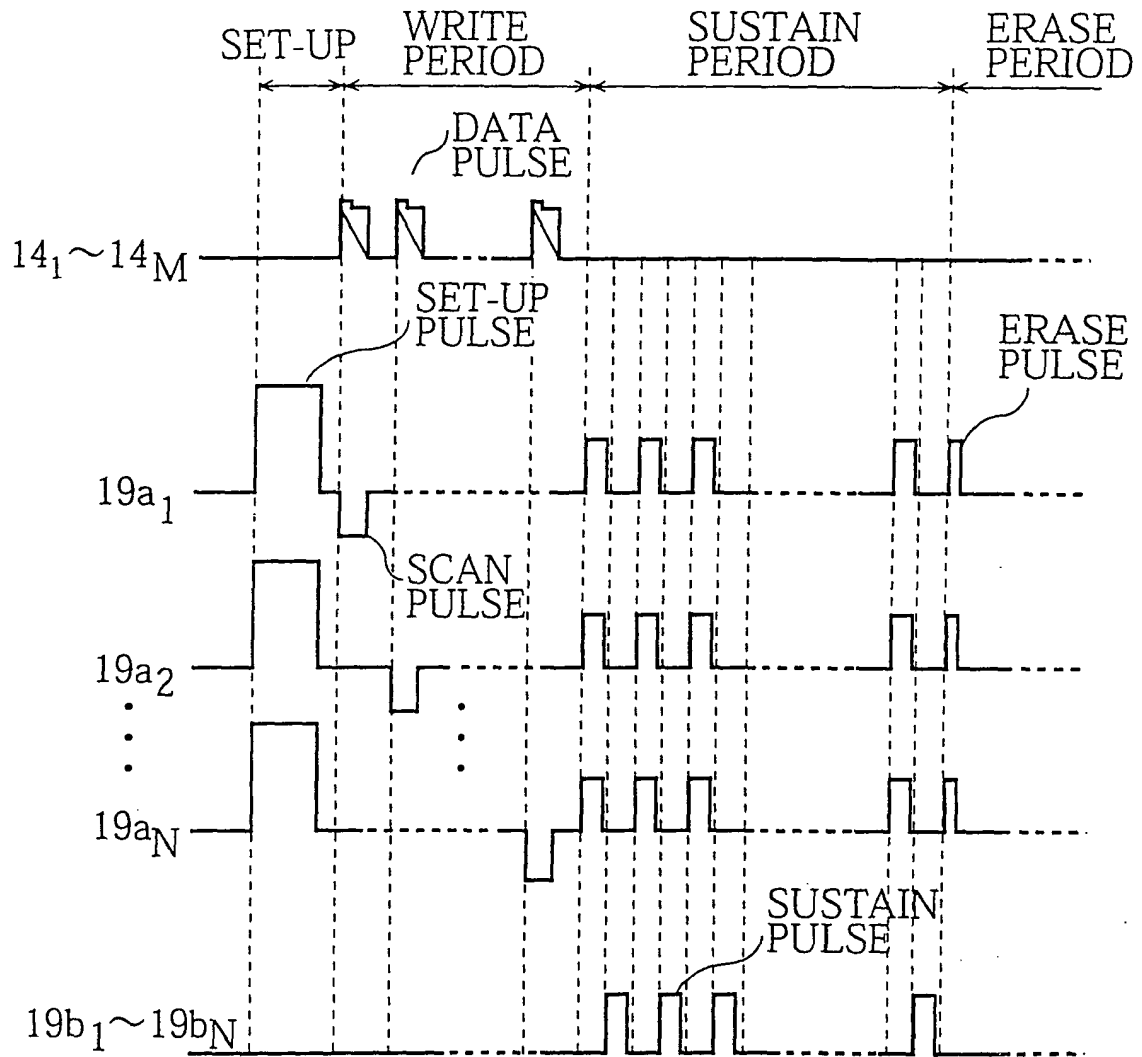 SET-UP
WRITE
PERIOD
SUSTAIN
PERIOD
ERASE
PERIOD
DATA
PULSE
14₁～14M
SET-UP
PULSE
ERASE
PULSE
19a₁
SCAN
PULSE
19a₂
19aN
SUSTAIN
PULSE
19b₁～19bN